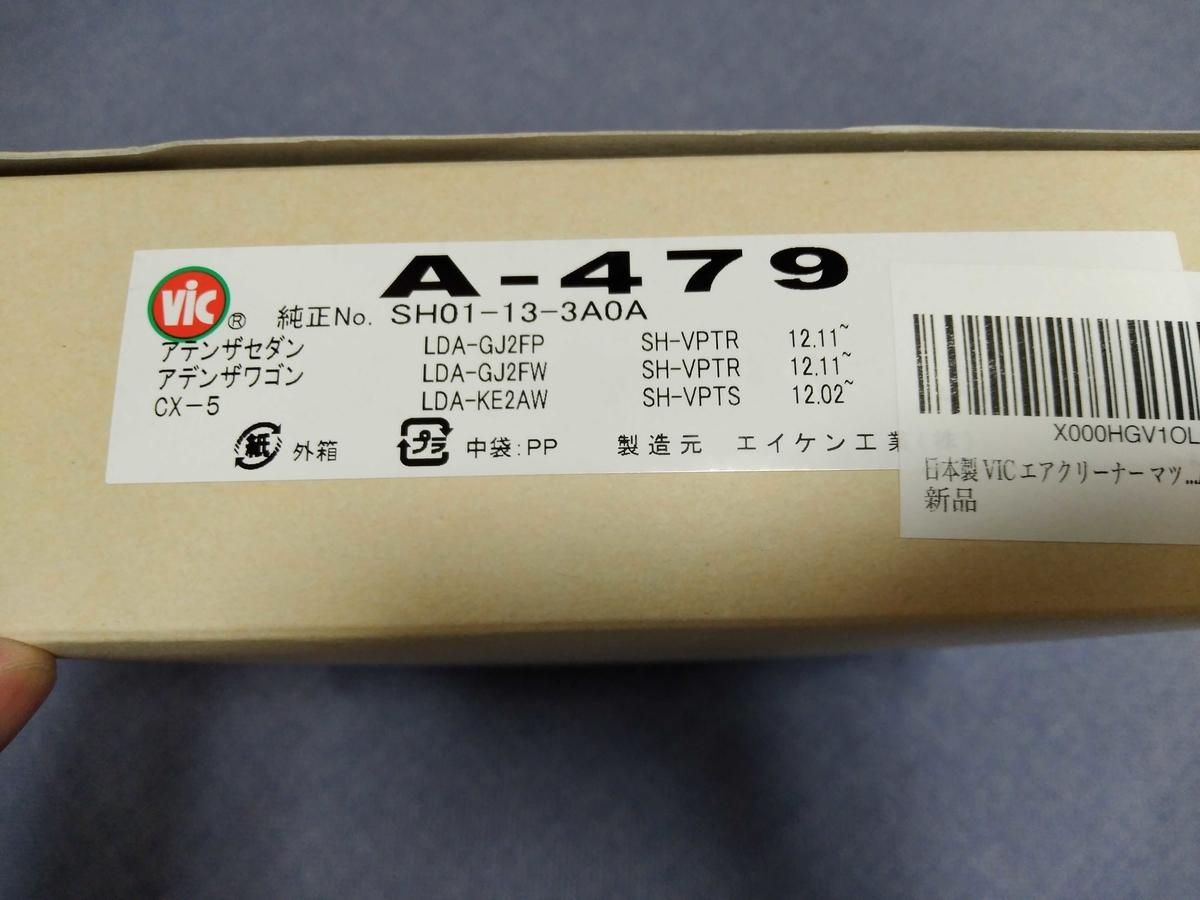 A-479
VIC® 純正No. SH01-13-3A0A
アテンザセダン LDA-GJ2FP SH-VPTR 12.11~
アデンザワゴン LDA-GJ2FW SH-VPTR 12.11~
CX-5 LDA-KE2AW SH-VPTS 12.02~
紙 外箱 プラ 中袋:PP 製造元 エイケン工業
X000HGV1OL
日本製 VIC エアクリーナー マツ...
新品